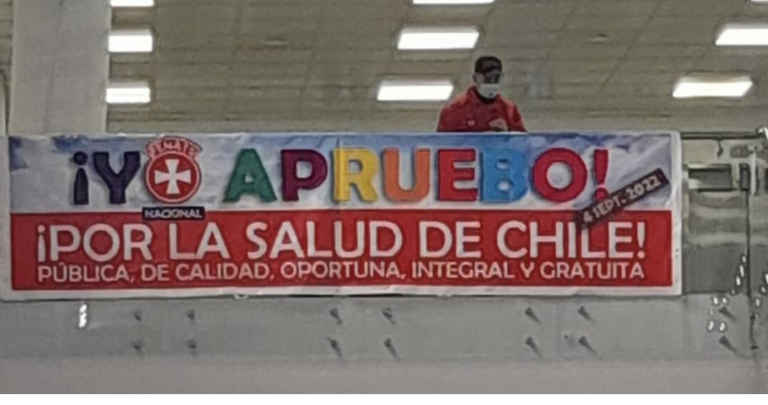 FENATS
¡YO APRUEBO!
NACIONAL
4 SEPT. 2022
¡POR LA SALUD DE CHILE!
PÚBLICA, DE CALIDAD, OPORTUNA, INTEGRAL Y GRATUITA